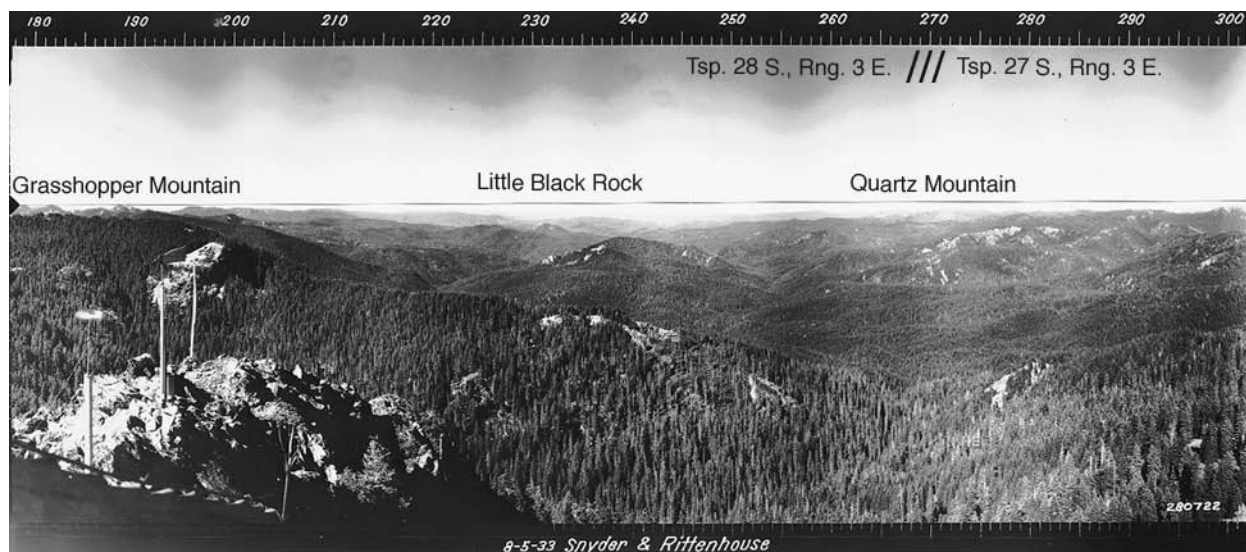 180 190 200 210 220 230 240 250 260 270 280 290 300
Tsp. 28 S., Rng. 3 E. /// Tsp. 27 S., Rng. 3 E.
Grasshopper Mountain Little Black Rock Quartz Mountain
280722
8-5-33 Snyder & Rittenhouse